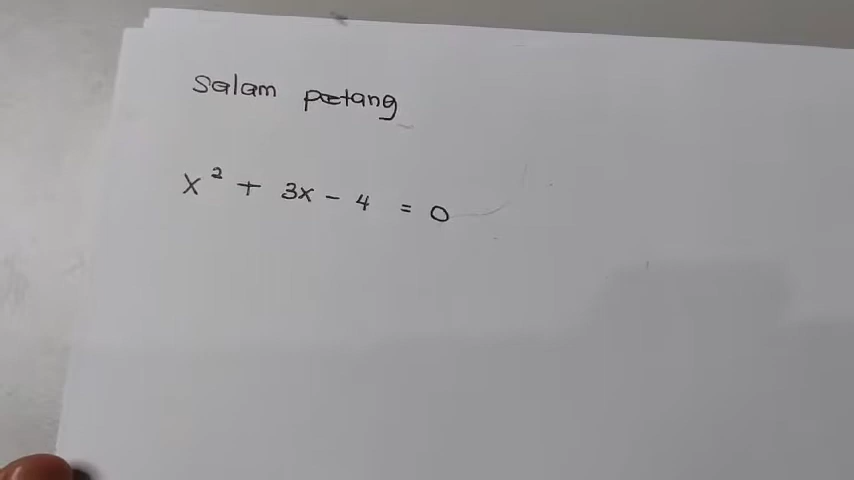 Salam petang
x² + 3x - 4 = 0